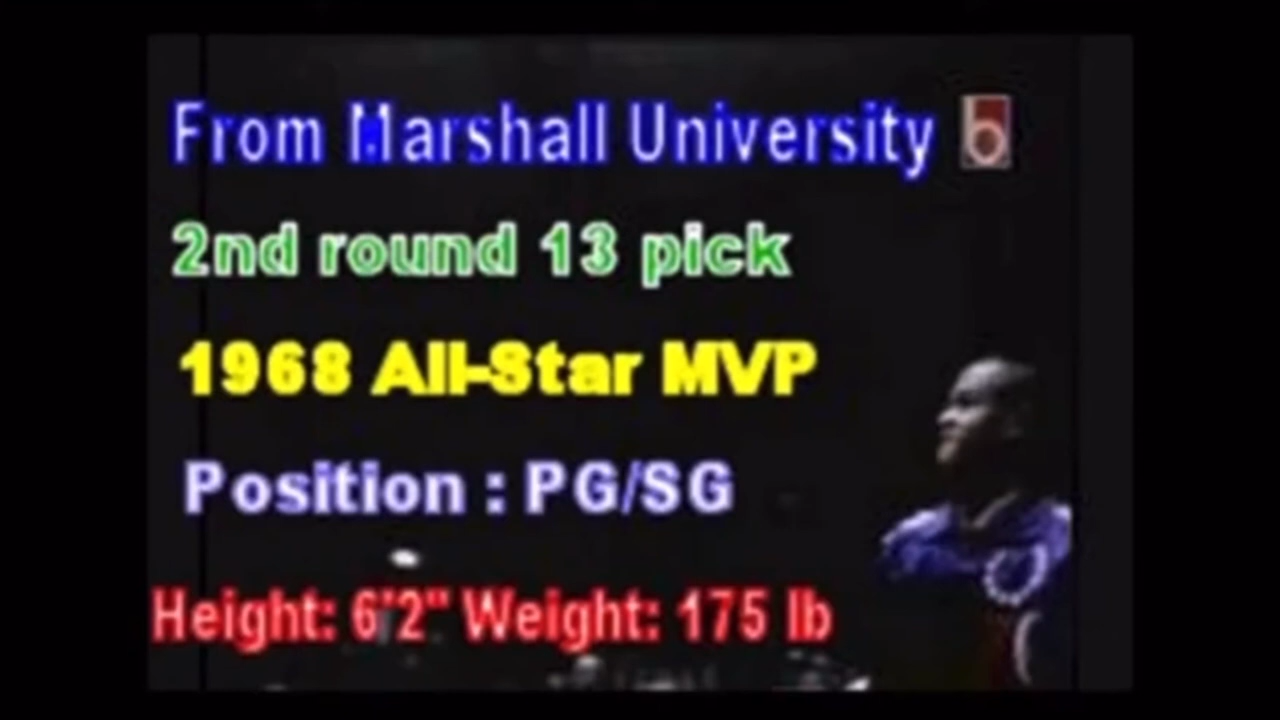 From Marshall University
2nd round 13 pick
1968 All-Star MVP
Position : PG/SG
Height: 6'2" Weight: 175 lb